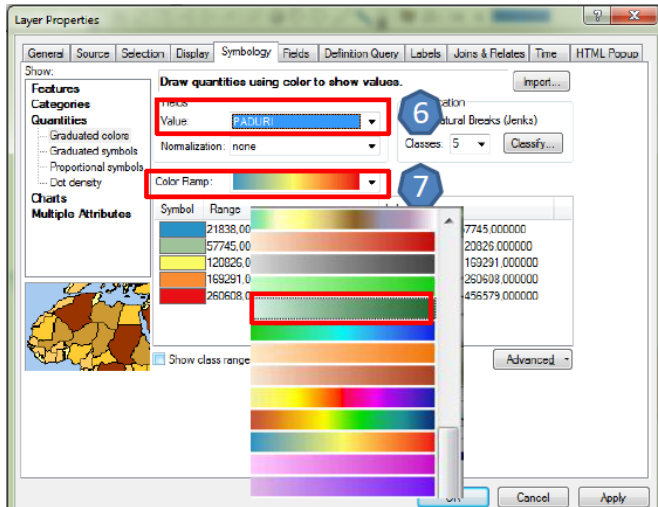 Layer Properties
General Source Selection Display Symbology Fields Definition Query Labels Joins & Relates Time HTML Popup
Show:
Features
Categories
Quantities
Graduated colors
Graduated symbols
Proportional symbols
Dot density
Charts
Multiple Attributes
Draw quantities using color to show values.
Import...
Fields
Value: PADURI
6
Natural Breaks (Jenks)
Normalization: none
Classes: 5
Classify...
Color Ramp:
7
Symbol Range
21838,00 57745,000000
57745,00 120826,000000
120826,0 169291,000000
169291,0 260608,000000
260608,0 -456579,000000
Show class range
Advanced
Cancel
Apply